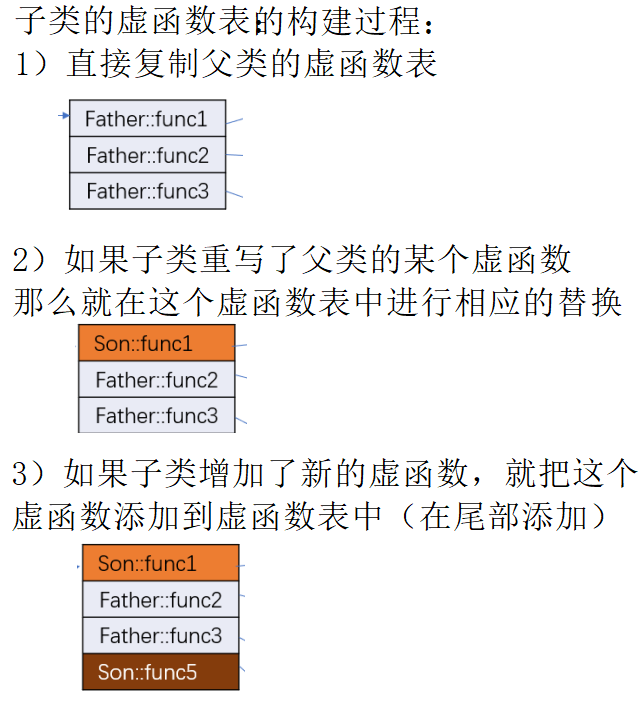 子类的虚函数表的构建过程：
1）直接复制父类的虚函数表
Father::func1
Father::func2
Father::func3
2）如果子类重写了父类的某个虚函数
那么就在这个虚函数表中进行相应的替换
Son::func1
Father::func2
Father::func3
3）如果子类增加了新的虚函数，就把这个
虚函数添加到虚函数表中（在尾部添加）
Son::func1
Father::func2
Father::func3
Son::func5